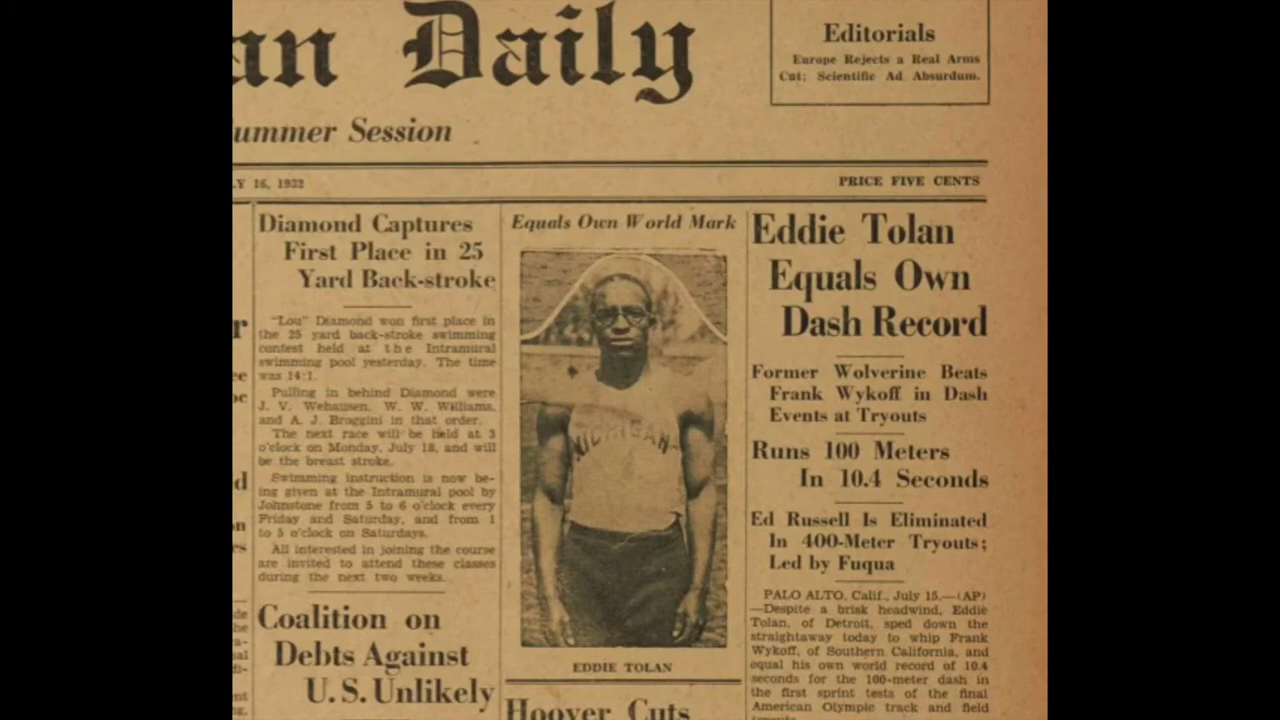 an Daily
Editorials
Europe Rejects a Real Arms
Cut; Scientific Ad Absurdum.
ummer Session
LY 16, 1932
PRICE FIVE CENTS
Diamond Captures
First Place in 25
Yard Back-stroke
"Lou" Diamond won first place in
the 25 yard back-stroke swimming
contest held at the Intramural
swimming pool yesterday. The time
was 14:1.
Pulling in behind Diamond were
J. V. Wehausen, W. W. Williams,
and A. J. Broggini in that order.
The next race will be held at 3
o'clock on Monday, July 18, and will
be the breast stroke.
Swimming instruction is now be-
ing given at the Intramural pool by
Johnstone from 5 to 6 o'clock every
Friday and Saturday, and from 1
to 5 o'clock on Saturdays.
All interested in joining the course
are invited to attend these classes
during the next two weeks.
Coalition on
Debts Against
U. S. Unlikely
Equals Own World Mark
MICHIGAN
EDDIE TOLAN
Hoover Cuts
Eddie Tolan
Equals Own
Dash Record
Former Wolverine Beats
Frank Wykoff in Dash
Events at Tryouts
Runs 100 Meters
In 10.4 Seconds
Ed Russell Is Eliminated
In 400-Meter Tryouts;
Led by Fuqua
PALO ALTO, Calif., July 15.—(AP)
—Despite a brisk headwind, Eddie
Tolan, of Detroit, sped down the
straightaway today to whip Frank
Wykoff, of Southern California, and
equal his own world record of 10.4
seconds for the 100-meter dash in
the first sprint tests of the final
American Olympic track and field